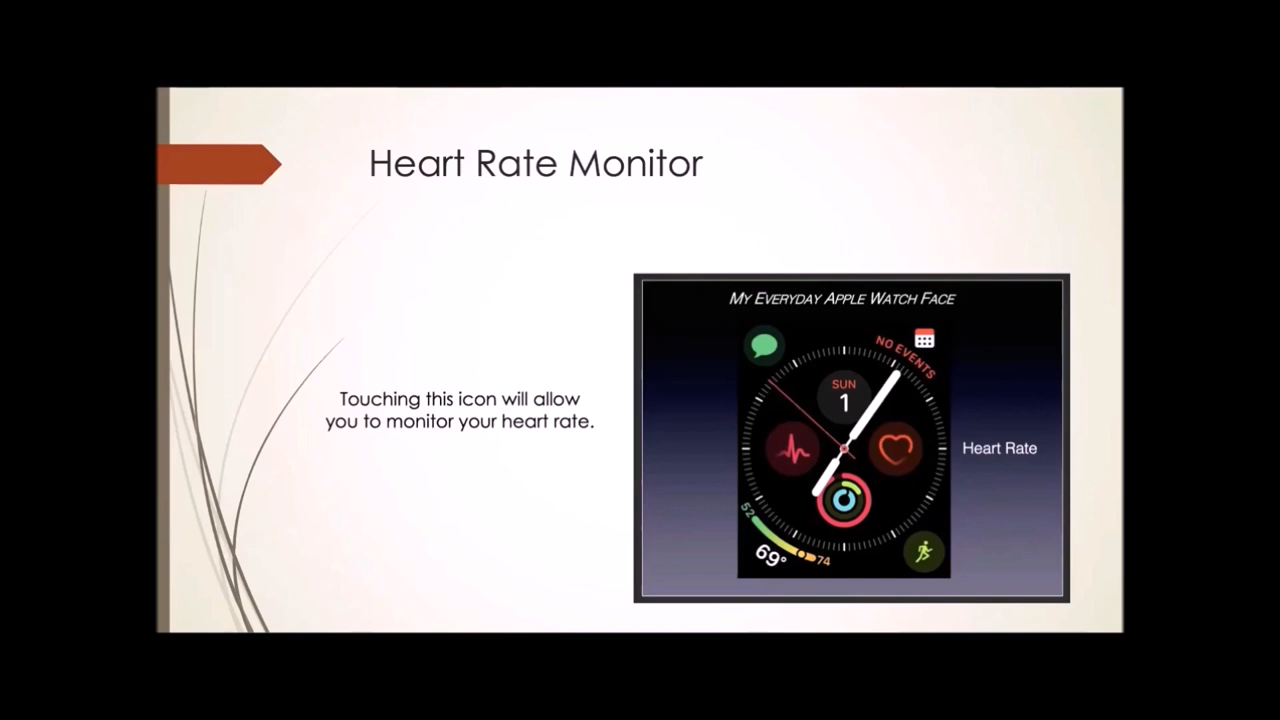 Heart Rate Monitor
Touching this icon will allow
you to monitor your heart rate.
MY EVERYDAY APPLE WATCH FACE
NO EVENTS
SUN
1
Heart Rate
52
69°
74